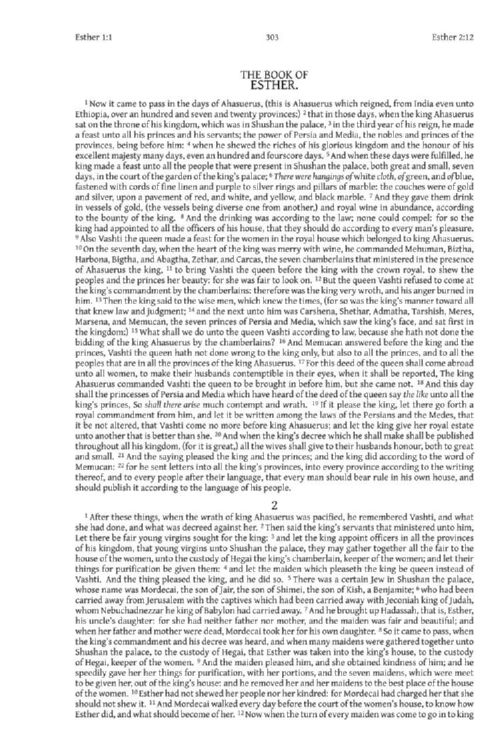 Esther 1:1 303 Esther 2:12
THE BOOK OF
ESTHER.
1 Now it came to pass in the days of Ahasuerus, (this is Ahasuerus which reigned, from India even unto
Ethiopia, over an hundred and seven and twenty provinces:) 2 that in those days, when the king Ahasuerus
sat on the throne of his kingdom, which was in Shushan the palace, 3 in the third year of his reign, he made
a feast unto all his princes and his servants; the power of Persia and Media, the nobles and princes of the
provinces, being before him: 4 when he shewed the riches of his glorious kingdom and the honour of his
excellent majesty many days, even an hundred and fourscore days. 5 And when these days were fulfilled, the
king made a feast unto all the people that were present in Shushan the palace, both great and small, seven
days, in the court of the garden of the king's palace; 6 There were hangings of white cloth, of green, and of blue,
fastened with cords of fine linen and purple to silver rings and pillars of marble: the couches were of gold
and silver, upon a pavement of red, and white, and yellow, and black marble. 7 And they gave them drink
in vessels of gold, (the vessels being diverse one from another,) and royal wine in abundance, according
to the bounty of the king. 8 And the drinking was according to the law; none could compel: for so the
king had appointed to all the officers of his house, that they should do according to every man's pleasure.
9 Also Vashti the queen made a feast for the women in the royal house which belonged to king Ahasuerus.
10 On the seventh day, when the heart of the king was merry with wine, he commanded Mehuman, Biztha,
Harbona, Bigtha, and Abagtha, Zethar, and Carcas, the seven chamberlains that ministered in the presence
of Ahasuerus the king, 11 to bring Vashti the queen before the king with the crown royal, to shew the
peoples and the princes her beauty: for she was fair to look on. 12 But the queen Vashti refused to come at
the king's commandment by the chamberlains: therefore was the king very wroth, and his anger burned in
him. 13 Then the king said to the wise men, which knew the times, (for so was the king's manner toward all
that knew law and judgment; 14 and the next unto him was Carshena, Shethar, Admatha, Tarshish, Meres,
Marsena, and Memucan, the seven princes of Persia and Media, which saw the king's face, and sat first in
the kingdom:) 15 What shall we do unto the queen Vashti according to law, because she hath not done the
bidding of the king Ahasuerus by the chamberlains? 16 And Memucan answered before the king and the
princes, Vashti the queen hath not done wrong to the king only, but also to all the princes, and to all the
peoples that are in all the provinces of the king Ahasuerus. 17 For this deed of the queen shall come abroad
unto all women, to make their husbands contemptible in their eyes, when it shall be reported, The king
Ahasuerus commanded Vashti the queen to be brought in before him, but she came not. 18 And this day
shall the princesses of Persia and Media which have heard of the deed of the queen say the like unto all the
king's princes. So shall there arise much contempt and wrath. 19 If it please the king, let there go forth a
royal commandment from him, and let it be written among the laws of the Persians and the Medes, that
it be not altered, that Vashti come no more before king Ahasuerus; and let the king give her royal estate
unto another that is better than she. 20 And when the king's decree which he shall make shall be published
throughout all his kingdom, (for it is great,) all the wives shall give to their husbands honour, both to great
and small. 21 And the saying pleased the king and the princes; and the king did according to the word of
Memucan: 22 for he sent letters into all the king's provinces, into every province according to the writing
thereof, and to every people after their language, that every man should bear rule in his own house, and
should publish it according to the language of his people.
2
1 After these things, when the wrath of king Ahasuerus was pacified, he remembered Vashti, and what
she had done, and what was decreed against her. 2 Then said the king's servants that ministered unto him,
Let there be fair young virgins sought for the king: 3 and let the king appoint officers in all the provinces
of his kingdom, that young virgins unto Shushan the palace, they may gather together all the fair to the
house of the women, unto the custody of Hegai the king's chamberlain, keeper of the women; and let their
things for purification be given them: 4 and let the maiden which pleaseth the king be queen instead of
Vashti. And the thing pleased the king, and he did so. 5 There was a certain Jew in Shushan the palace,
whose name was Mordecai, the son of Jair, the son of Shimei, the son of Kish, a Benjamite; 6 who had been
carried away from Jerusalem with the captives which had been carried away with Jeconiah king of Judah,
whom Nebuchadnezzar he king of Babylon had carried away. 7 And he brought up Hadassah, that is, Esther,
his uncle's daughter: for she had neither father nor mother, and the maiden was fair and beautiful; and
when her father and mother were dead, Mordecai took her for his own daughter. 8 So it came to pass, when
the king's commandment and his decree was heard, and when many maidens were gathered together unto
Shushan the palace, to the custody of Hegai, that Esther was taken into the king's house, to the custody
of Hegai, keeper of the women. 9 And the maiden pleased him, and she obtained kindness of him; and he
speedily gave her her things for purification, with her portions, and the seven maidens, which were meet
to be given her, out of the king's house: and he removed her and her maidens to the best place of the house
of the women. 10 Esther had not shewed her people nor her kindred: for Mordecai had charged her that she
should not shew it. 11 And Mordecai walked every day before the court of the women's house, to know how
Esther did, and what should become of her. 12 Now when the turn of every maiden was come to go in to king